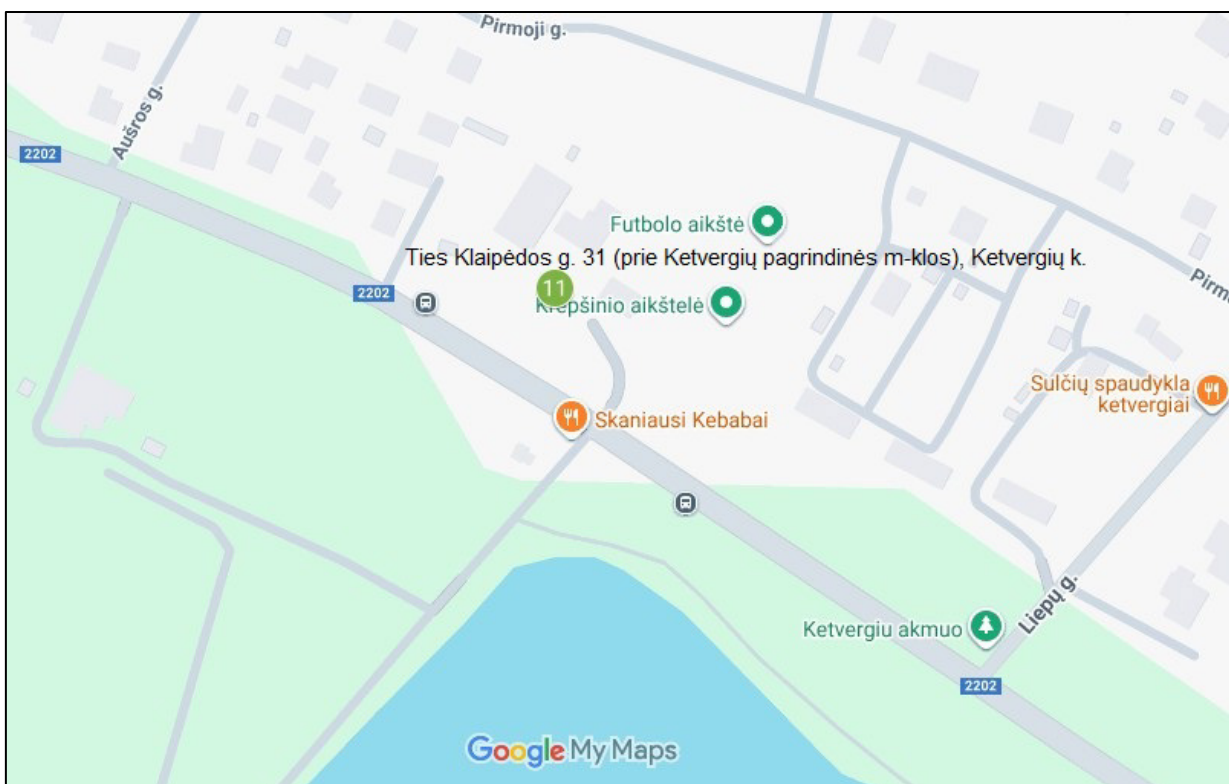 Pirmoji g.
Aušros g.
2202
Futbolo aikštė
Ties Klaipėdos g. 31 (prie Ketvergių pagrindinės m-klos), Ketvergių k.
11
2202
Krepšinio aikštelė
Pirm
Sulčių spaudykla
ketvergiai
Skaniausi Kebabai
Liepų g.
Ketvergiu akmuo
2202
Google My Maps